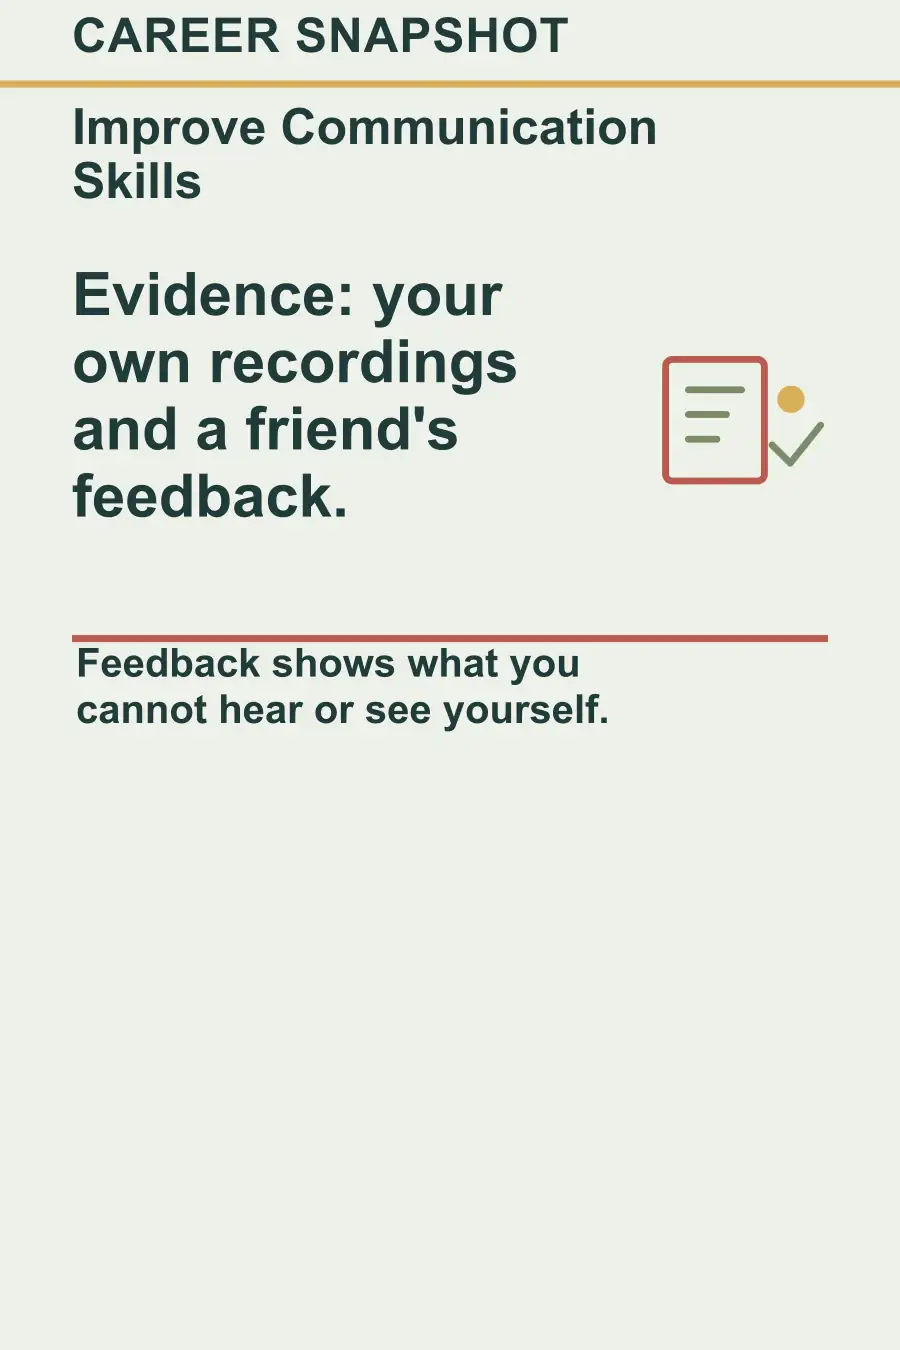 CAREER SNAPSHOT
Improve Communication
Skills
Evidence: your
own recordings
and a friend's
feedback.
Feedback shows what you
cannot hear or see yourself.